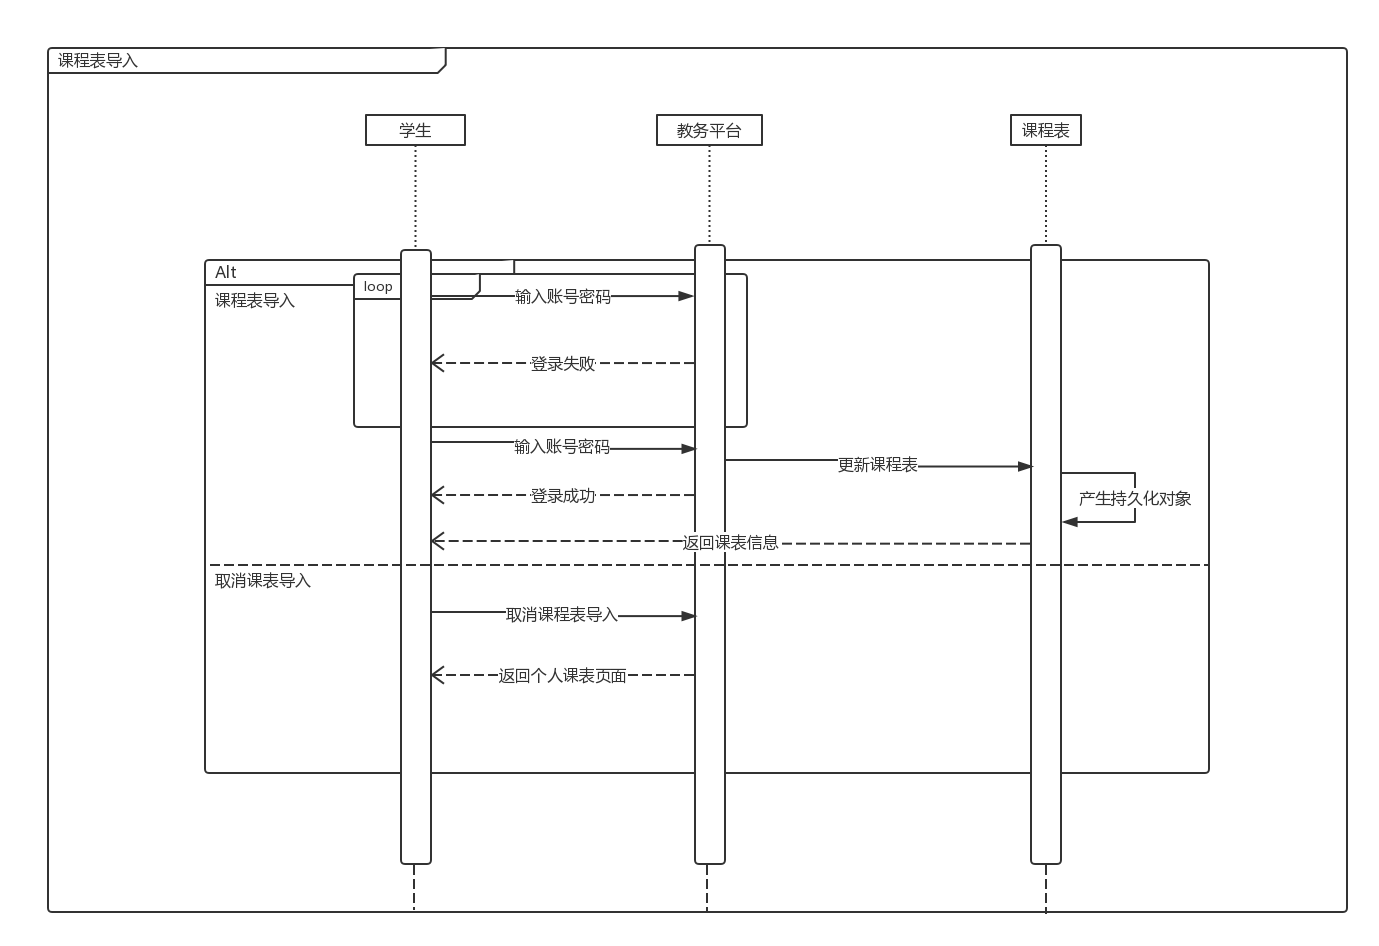 课程表导入
学生
教务平台
课程表
Alt
loop
课程表导入
输入账号密码
登录失败
输入账号密码
更新课程表
登录成功
产生持久化对象
返回课表信息
取消课表导入
取消课程表导入
返回个人课表页面